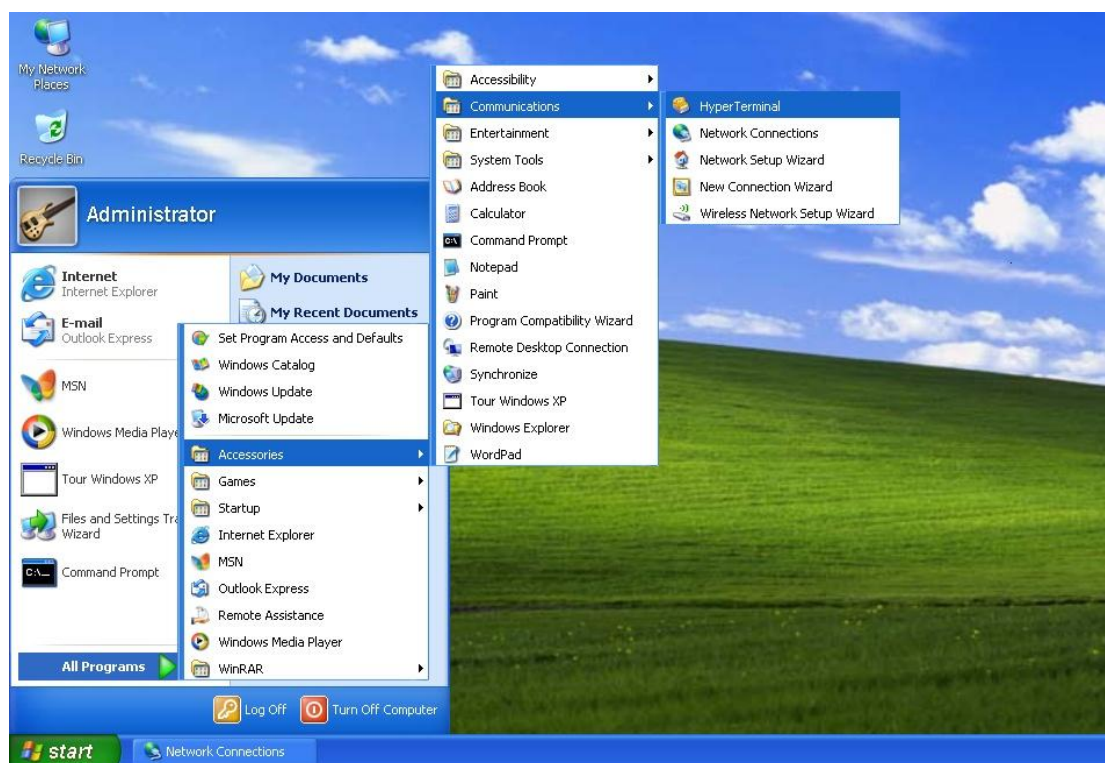 My Network
Places
Recycle Bin
Administrator
Internet
Internet Explorer
E-mail
Outlook Express
MSN
Windows Media Playe
Tour Windows XP
Files and Settings Tra
Wizard
C:\_
Command Prompt
All Programs
My Documents
My Recent Documents
Set Program Access and Defaults
Windows Catalog
Windows Update
Microsoft Update
Accessories
Games
Startup
Internet Explorer
MSN
Outlook Express
Remote Assistance
Windows Media Player
WinRAR
Accessibility
Communications
Entertainment
System Tools
Address Book
Calculator
Command Prompt
Notepad
Paint
Program Compatibility Wizard
Remote Desktop Connection
Synchronize
Tour Windows XP
Windows Explorer
WordPad
HyperTerminal
Network Connections
Network Setup Wizard
New Connection Wizard
Wireless Network Setup Wizard
Log Off
Turn Off Computer
start
Network Connections